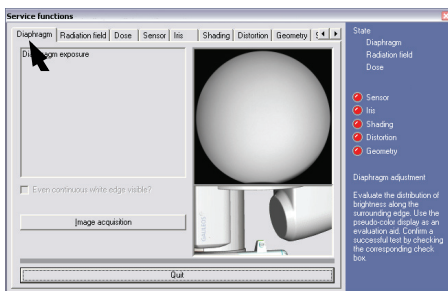 Service functions
Diaphragm Radiation field Dose Sensor Iris Shading Distortion Geometry
Diaphragm exposure
Even continuous white edge visible?
Image acquisition
Quit
GALILEOS
State
Diaphragm
Radiation field
Dose
Sensor
Iris
Shading
Distortion
Geometry
Diaphragm adjustment
Evaluate the distribution of
brightness along the
surrounding edge. Use the
pseudo-color display as an
evaluation aid. Confirm a
successful test by checking
the corresponding check
box.